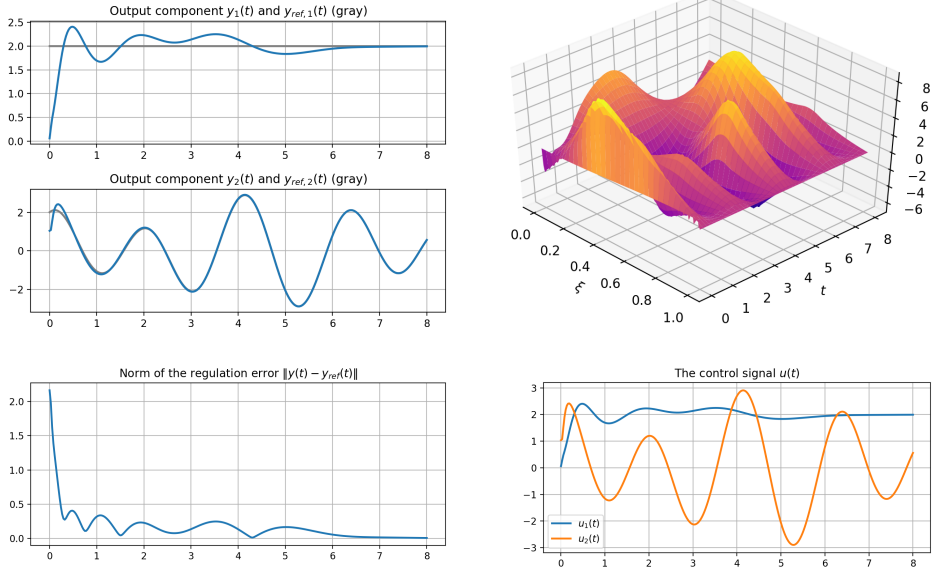 Output component y₁(t) and y_ref,1(t) (gray)
2.5
2.0
1.5
1.0
0.5
0.0
0 1 2 3 4 5 6 7 8
Output component y₂(t) and y_ref,2(t) (gray)
2
0
−2
0 1 2 3 4 5 6 7 8
8
6
4
2
0
−2
−4
−6
0.0
0.2
0.4
0.6
0.8
1.0
ξ
0 1 2 3 4 5 6 7 8
t
Norm of the regulation error ‖y(t) − y_ref(t)‖
2.0
1.5
1.0
0.5
0.0
0 1 2 3 4 5 6 7 8
The control signal u(t)
3
2
1
0
−1
−2
−3
u₁(t)
u₂(t)
0 1 2 3 4 5 6 7 8